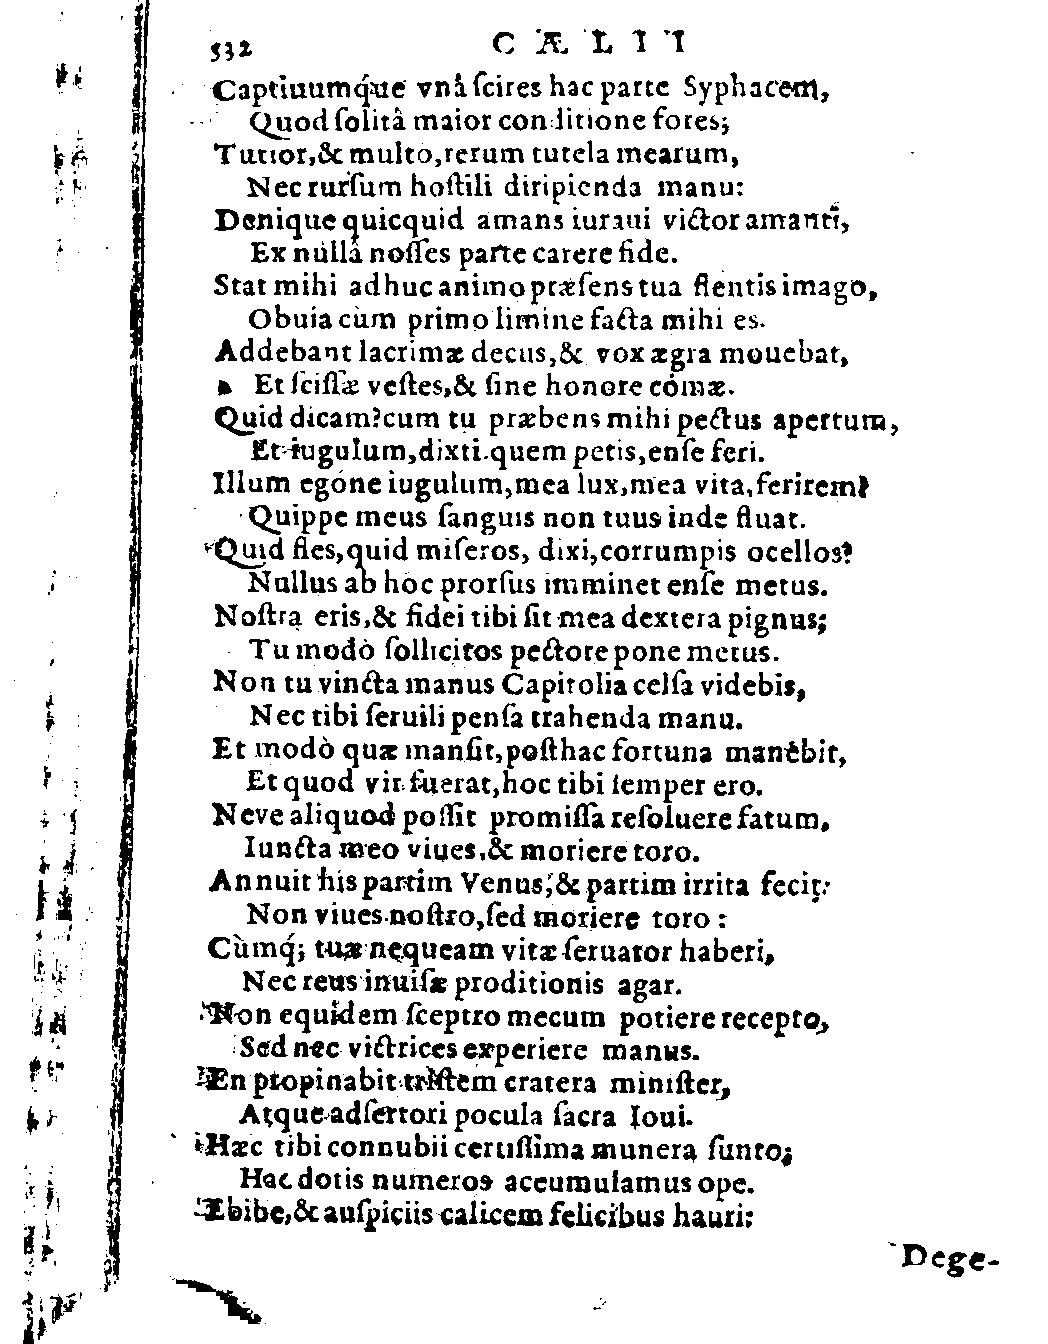 532 CÆLII
Captiuumq́ue vnâ ſcires hac parte Syphacem,
Quod ſolitâ maior conditione fores;
Tutior,& multo,rerum tutela mearum,
Nec rurſum hoſtili diripienda manu:
Denique quicquid amans iuraui victor amanti,
Ex nullâ noſſes parte carere fide.
Stat mihi adhuc animo præſens tua flentis imago,
Obuia cùm primo limine facta mihi es.
Addebant lacrimæ decus,& vox ægra mouebat,
Et ſciſſæ veſtes,& ſine honore cómæ.
Quid dicam?cum tu præbens mihi pectus apertum,
Et iugulum,dixti.quem petis,enſe feri.
Illum egóne iugulum,mea lux,mea vita,ferirem?
Quippe meus ſanguis non tuus inde fluat.
Quid fles,quid miſeros, dixi,corrumpis ocellos?
Nullus ab hoc prorſus imminet enſe metus.
Noſtra eris,& fidei tibi ſit mea dextera pignus;
Tu modò ſollicitos pectore pone metus.
Non tu vincta manus Capitolia celſa videbis,
Nec tibi ſeruili penſa trahenda manu.
Et modò quæ manſit,poſthac fortuna manebit,
Et quod vir fuerat,hoc tibi ſemper ero.
Neve aliquod poſſit promiſſa reſoluere fatum,
Iuncta meo viues,& moriere toro.
Annuit his partim Venus,& partim irrita fecit:
Non viues noſtro,ſed moriere toro :
Cùmq́; tuæ nequeam vitæ ſeruator haberi,
Nec reus inuiſæ proditionis agar.
Non equidem ſceptro mecum potiere recepto,
Sed nec victrices experiere manus.
En propinabit triſtem cratera miniſter,
Atque adſertori pocula ſacra Ioui.
Hæc tibi connubii certiſſima munera ſunto;
Hac dotis numeros accumulamus ope.
Ebibe,& auſpiciis calicem felicibus hauri:
Dege-